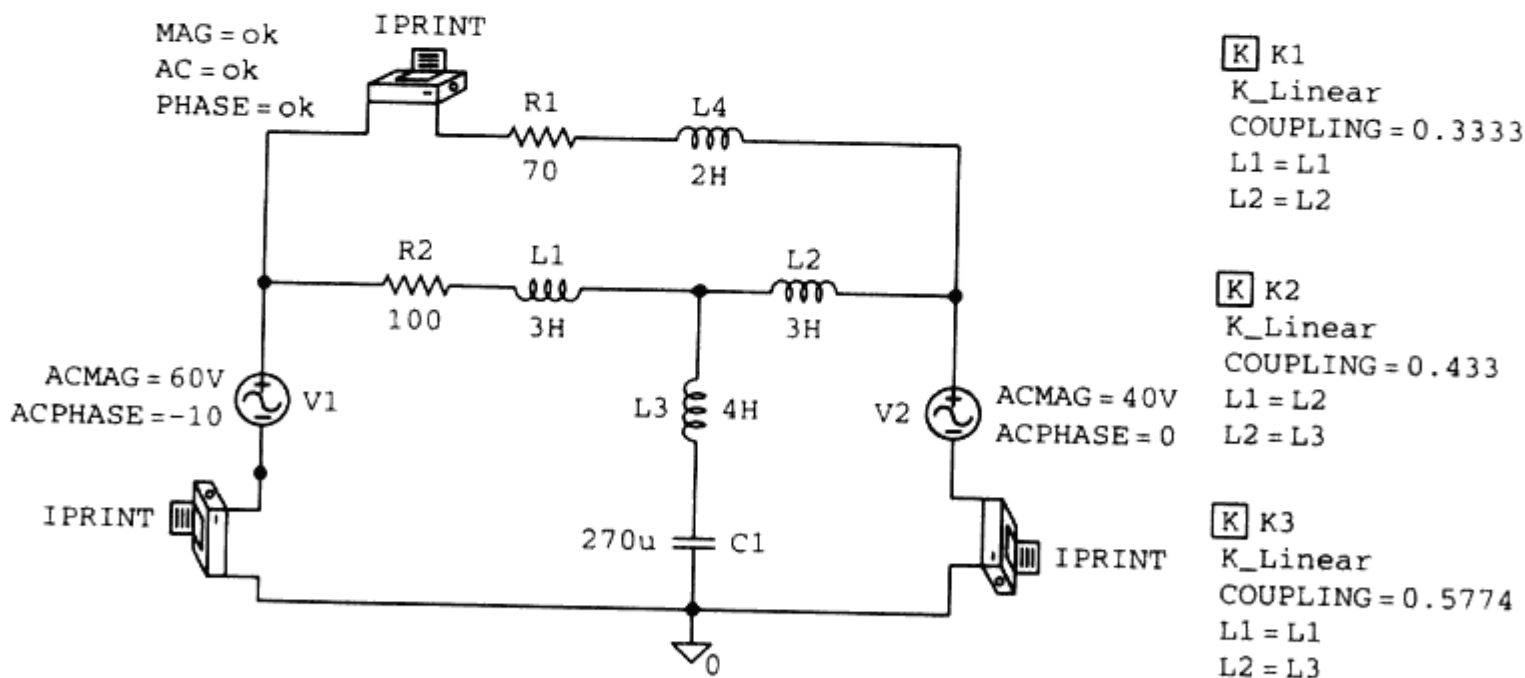 MAG = ok
AC = ok
PHASE = ok
IPRINT
R1
70
L4
2H
R2
100
L1
3H
L2
3H
ACMAG = 60V
ACPHASE = -10
V1
L3
4H
V2
ACMAG = 40V
ACPHASE = 0
IPRINT
270u
C1
IPRINT
0
K K1
K_Linear
COUPLING = 0.3333
L1 = L1
L2 = L2
K K2
K_Linear
COUPLING = 0.433
L1 = L2
L2 = L3
K K3
K_Linear
COUPLING = 0.5774
L1 = L1
L2 = L3